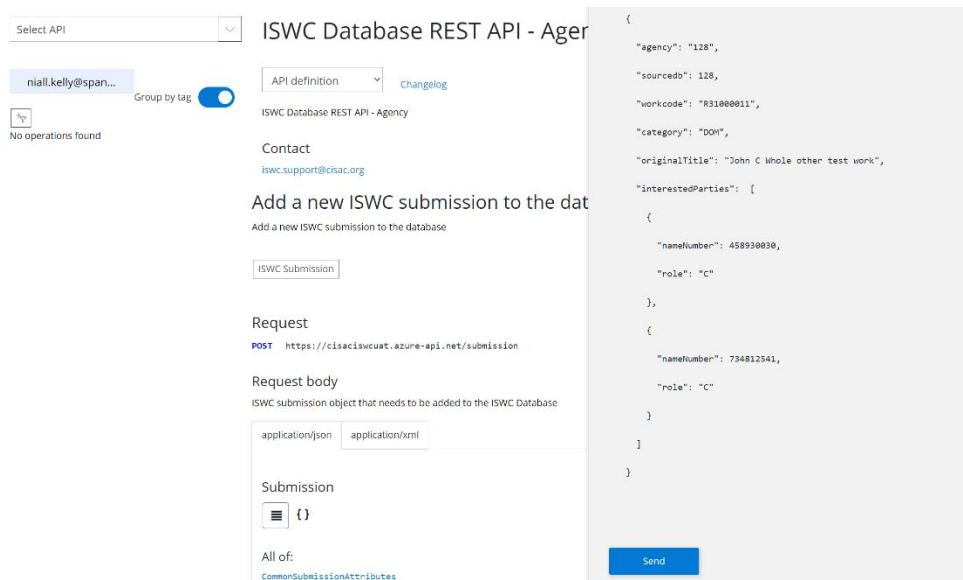 Select API
niall.kelly@span...
Group by tag
No operations found
ISWC Database REST API - Agen
API definition
Changelog
ISWC Database REST API - Agency
Contact
iswc.support@cisac.org
Add a new ISWC submission to the dat
Add a new ISWC submission to the database
ISWC Submission
Request
POST https://cisaciswcuat.azure-api.net/submission
Request body
ISWC submission object that needs to be added to the ISWC Database
application/json application/xml
Submission
{}
All of:
CommonSubmissionAttributes
{
"agency": "128",
"sourcedb": 128,
"workcode": "R31000011",
"category": "DOM",
"originalTitle": "John C Whole other test work",
"interestedParties": [
{
"nameNumber": 458930030,
"role": "C"
},
{
"nameNumber": 734812541,
"role": "C"
}
]
}
Send